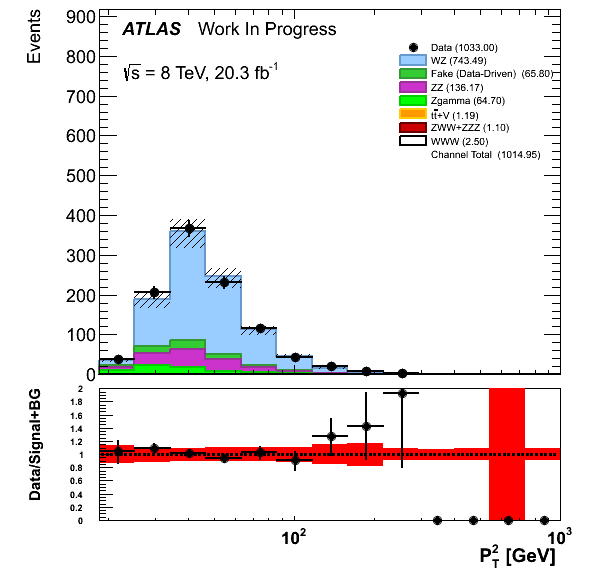 ATLAS Work In Progress
√s = 8 TeV, 20.3 fb-1
Events
Data (1033.00)
WZ (743.49)
Fake (Data-Driven) (65.80)
ZZ (136.17)
Zgamma (64.70)
tt̄+V (1.19)
ZWW+ZZZ (1.10)
WWW (2.50)
Channel Total (1014.95)
900
800
700
600
500
400
300
200
100
0
Data/Signal+BG
2
1.8
1.6
1.4
1.2
1
0.8
0.6
0.4
0.2
0
10²
10³
P²T [GeV]